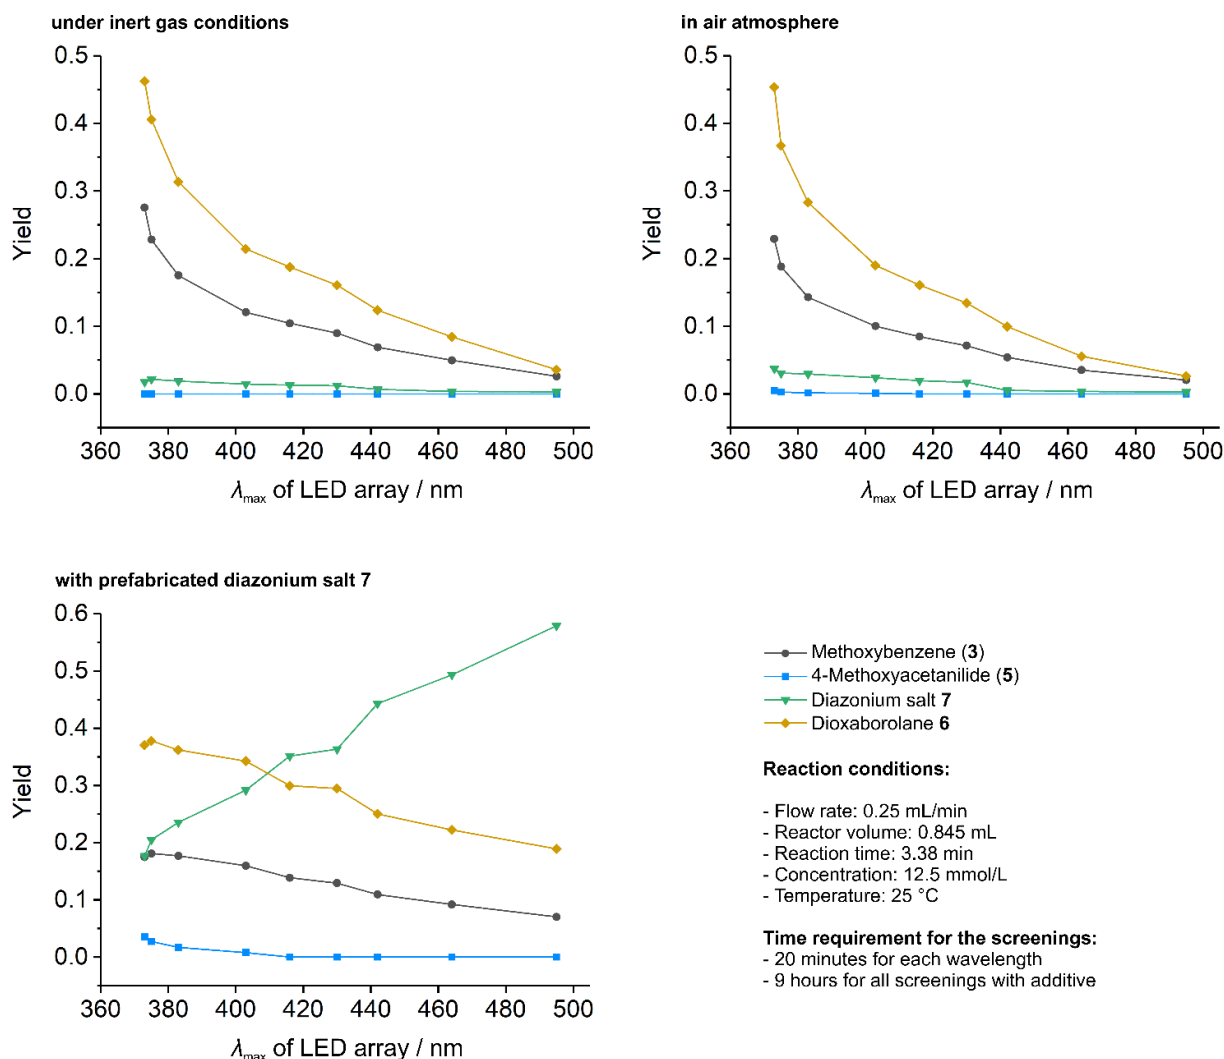 under inert gas conditions
0.5
0.4
0.3
0.2
0.1
0.0
Yield
360 380 400 420 440 460 480 500
λmax of LED array / nm
in air atmosphere
0.5
0.4
0.3
0.2
0.1
0.0
Yield
360 380 400 420 440 460 480 500
λmax of LED array / nm
with prefabricated diazonium salt 7
0.6
0.5
0.4
0.3
0.2
0.1
0.0
Yield
360 380 400 420 440 460 480 500
λmax of LED array / nm
Methoxybenzene (3)
4-Methoxyacetanilide (5)
Diazonium salt 7
Dioxaborolane 6
Reaction conditions:
- Flow rate: 0.25 mL/min
- Reactor volume: 0.845 mL
- Reaction time: 3.38 min
- Concentration: 12.5 mmol/L
- Temperature: 25 °C
Time requirement for the screenings:
- 20 minutes for each wavelength
- 9 hours for all screenings with additive